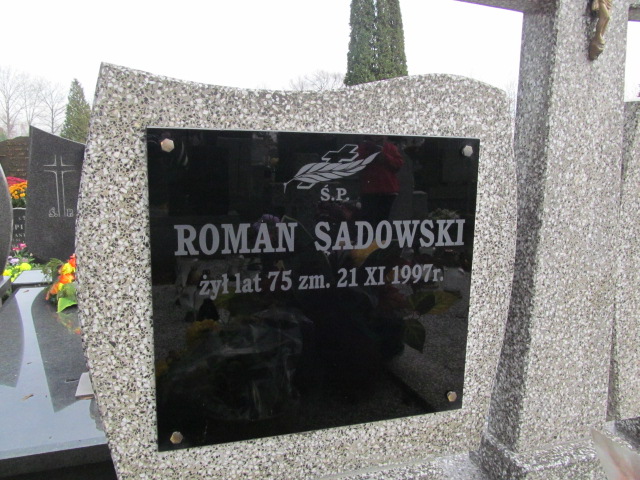 Ś.P.
ROMAN SADOWSKI
żył lat 75 zm. 21 XI 1997r.
Ś.P.